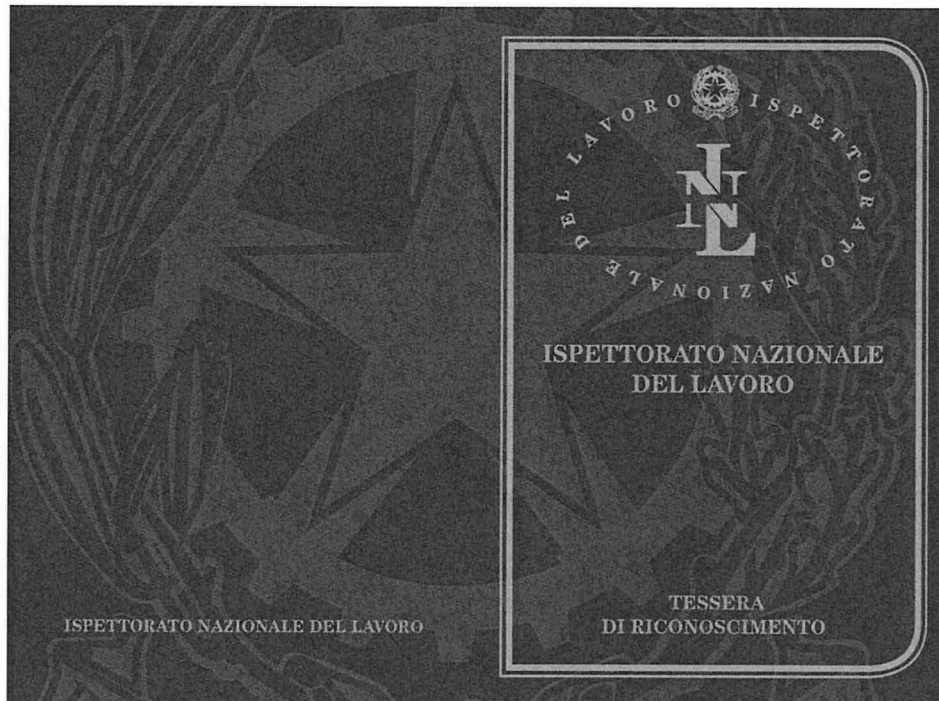 ISPETTORATO NAZIONALE DEL LAVORO
INL
ISPETTORATO NAZIONALE
DEL LAVORO
TESSERA
DI RICONOSCIMENTO
ISPETTORATO NAZIONALE DEL LAVORO